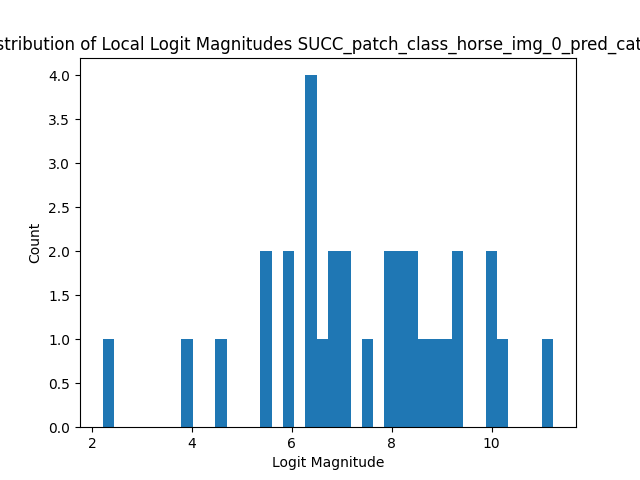 stribution of Local Logit Magnitudes SUCC_patch_class_horse_img_0_pred_cat
4.0
3.5
3.0
2.5
2.0
1.5
1.0
0.5
0.0
Count
2 4 6 8 10
Logit Magnitude